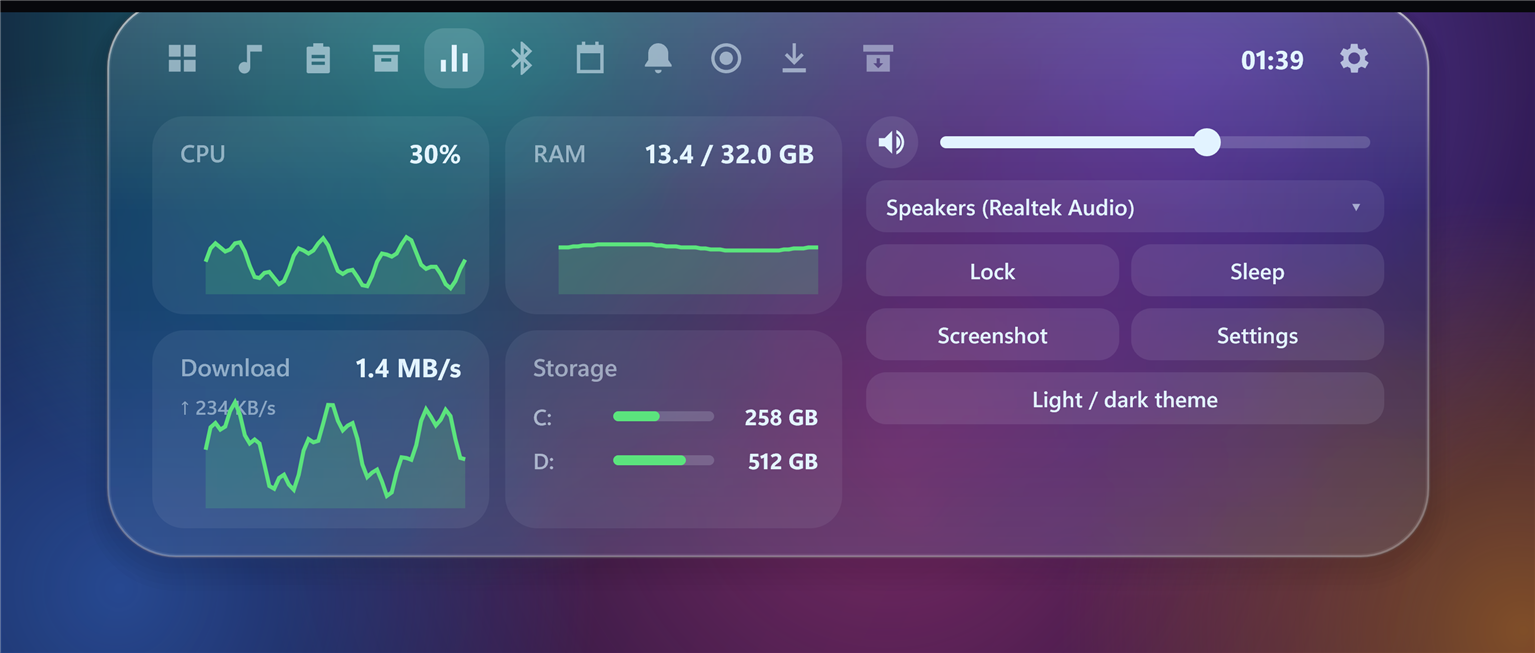 01:39
CPU 30%
RAM 13.4 / 32.0 GB
Speakers (Realtek Audio)
Lock
Sleep
Screenshot
Settings
Light / dark theme
Download 1.4 MB/s
↑ 234 KB/s
Storage
C: 258 GB
D: 512 GB